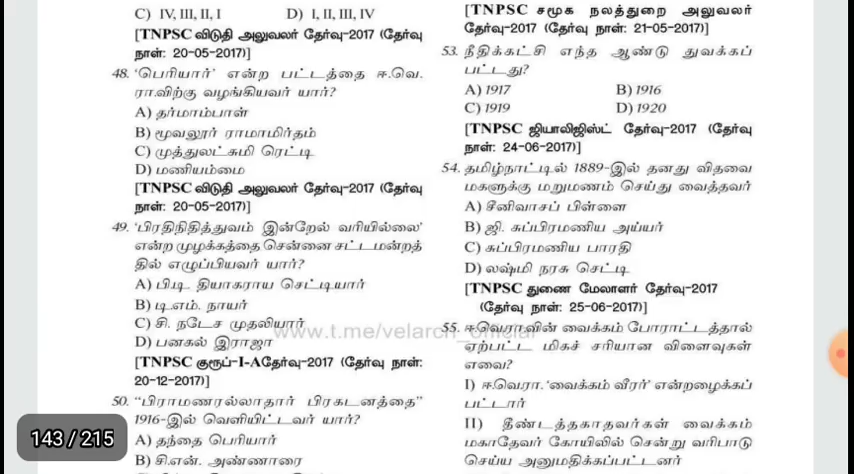 C) IV, III, II, I D) I, II, III, IV
[TNPSC விடுதி அலுவலர் தேர்வு-2017 (தேர்வு
நாள்: 20-05-2017)]
48. 'பெரியார்' என்ற பட்டத்தை ஈ.வெ.
ரா.விற்கு வழங்கியவர் யார்?
A) தர்மாம்பாள்
B) மூவலூர் ராமாமிர்தம்
C) முத்துலட்சுமி ரெட்டி
D) மணியம்மை
[TNPSC விடுதி அலுவலர் தேர்வு-2017 (தேர்வு
நாள்: 20-05-2017)]
49. 'பிரதிநிதித்துவம் இன்றேல் வரியில்லை'
என்ற முழக்கத்தை சென்னை சட்டமன்றத்
தில் எழுப்பியவர் யார்?
A) பி.டி. தியாகராய செட்டியார்
B) டி.எம். நாயர்
C) சி. நடேச முதலியார்
D) பனகல் இராஜா
[TNPSC குரூப்-I-Aதேர்வு-2017 (தேர்வு நாள்:
20-12-2017)]
50. "பிராமணரல்லாதார் பிரகடனத்தை"
1916-இல் வெளியிட்டவர் யார்?
A) தந்தை பெரியார்
B) சி.என். அண்ணாரை
[TNPSC சமூக நலத்துறை அலுவலர்
தேர்வு-2017 (தேர்வு நாள்: 21-05-2017)]
53. நீதிக்கட்சி எந்த ஆண்டு துவக்கப்
பட்டது?
A) 1917 B) 1916
C) 1919 D) 1920
[TNPSC ஜியாலிஜிஸ்ட் தேர்வு-2017 (தேர்வு
நாள்: 24-06-2017)]
54. தமிழ்நாட்டில் 1889-இல் தனது விதவை
மகளுக்கு மறுமணம் செய்து வைத்தவர்
A) சீனிவாசப் பிள்ளை
B) ஜி. சுப்பிரமணிய அய்யர்
C) சுப்பிரமணிய பாரதி
D) லஷ்மி நரசு செட்டி
[TNPSC துணை மேலாளர் தேர்வு-2017
(தேர்வு நாள்: 25-06-2017)]
55. ஈ.வெ.ரா.வின் வைக்கம் போராட்டத்தால்
ஏற்பட்ட மிகச் சரியான விளைவுகள்
எவை?
I) ஈ.வெ.ரா. 'வைக்கம் வீரர்' என்றழைக்கப்
பட்டார்
II) தீண்டத்தகாதவர்கள் வைக்கம்
மகாதேவர் கோயிலில் சென்று வழிபாடு
செய்ய அனுமதிக்கப்பட்டனர்
www.t.me/velarch_official
143 / 215